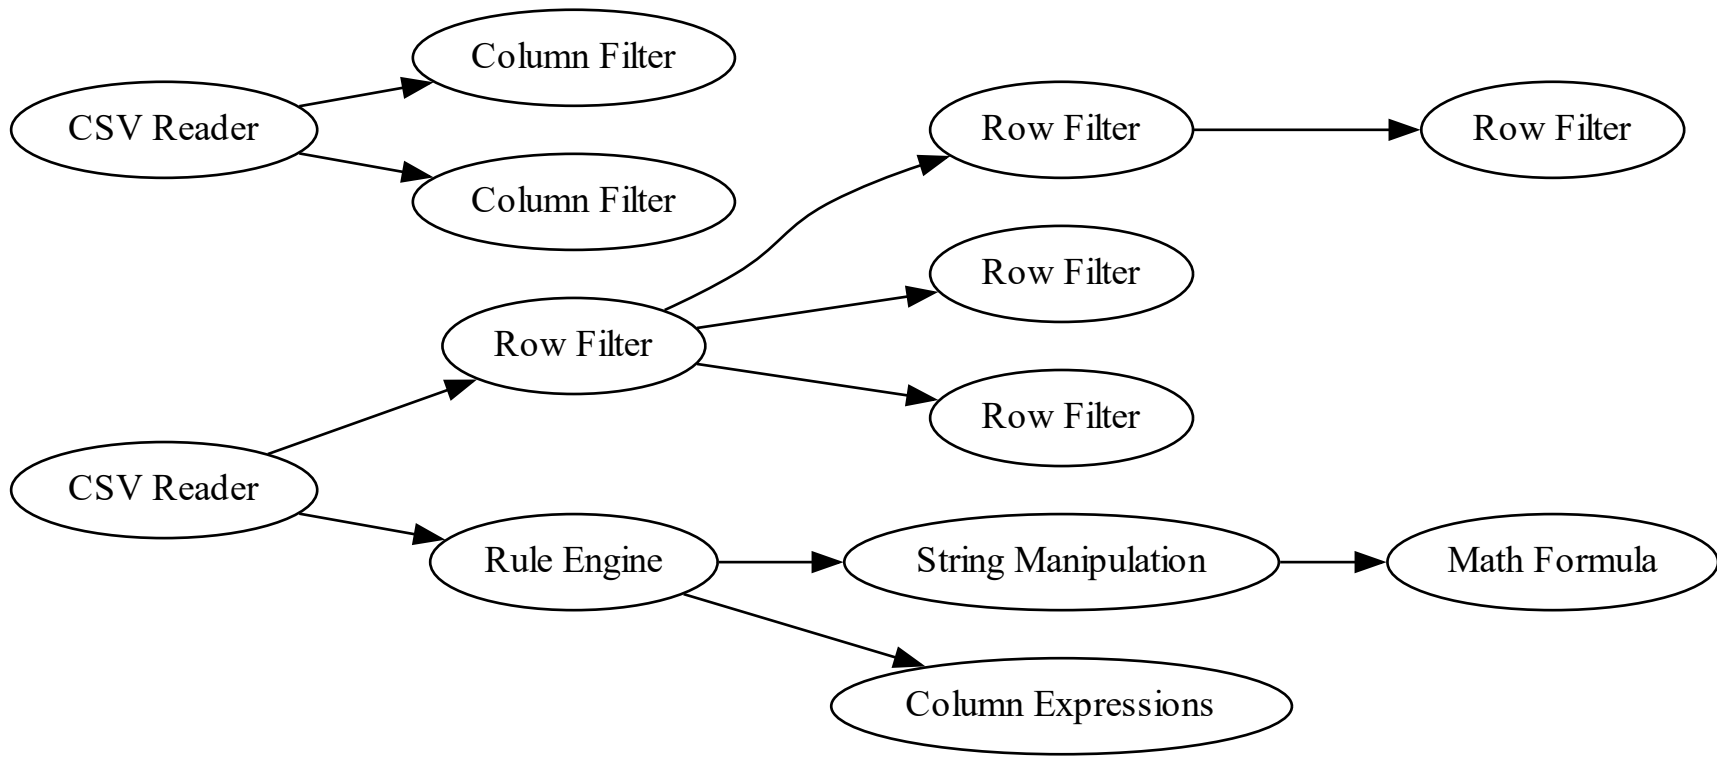 Column Filter
CSV Reader
Row Filter
Row Filter
Column Filter
Row Filter
Row Filter
Row Filter
CSV Reader
Rule Engine
String Manipulation
Math Formula
Column Expressions